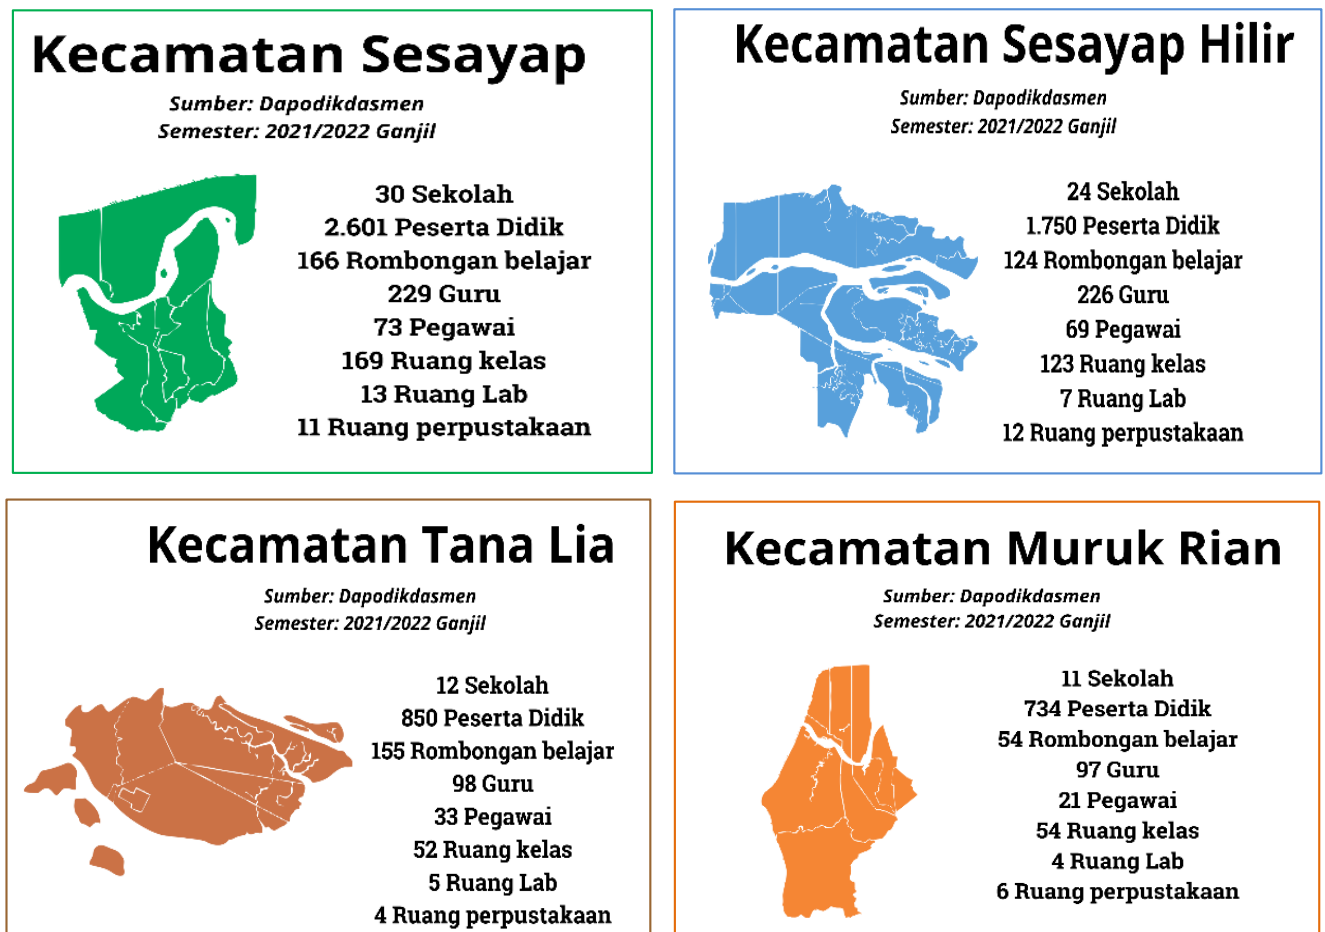 Kecamatan Sesayap
Sumber: Dapodikdasmen
Semester: 2021/2022 Ganjil
30 Sekolah
2.601 Peserta Didik
166 Rombongan belajar
229 Guru
73 Pegawai
169 Ruang kelas
13 Ruang Lab
11 Ruang perpustakaan
Kecamatan Sesayap Hilir
Sumber: Dapodikdasmen
Semester: 2021/2022 Ganjil
24 Sekolah
1.750 Peserta Didik
124 Rombongan belajar
226 Guru
69 Pegawai
123 Ruang kelas
7 Ruang Lab
12 Ruang perpustakaan
Kecamatan Tana Lia
Sumber: Dapodikdasmen
Semester: 2021/2022 Ganjil
12 Sekolah
850 Peserta Didik
155 Rombongan belajar
98 Guru
33 Pegawai
52 Ruang kelas
5 Ruang Lab
4 Ruang perpustakaan
Kecamatan Muruk Rian
Sumber: Dapodikdasmen
Semester: 2021/2022 Ganjil
11 Sekolah
734 Peserta Didik
54 Rombongan belajar
97 Guru
21 Pegawai
54 Ruang kelas
4 Ruang Lab
6 Ruang perpustakaan